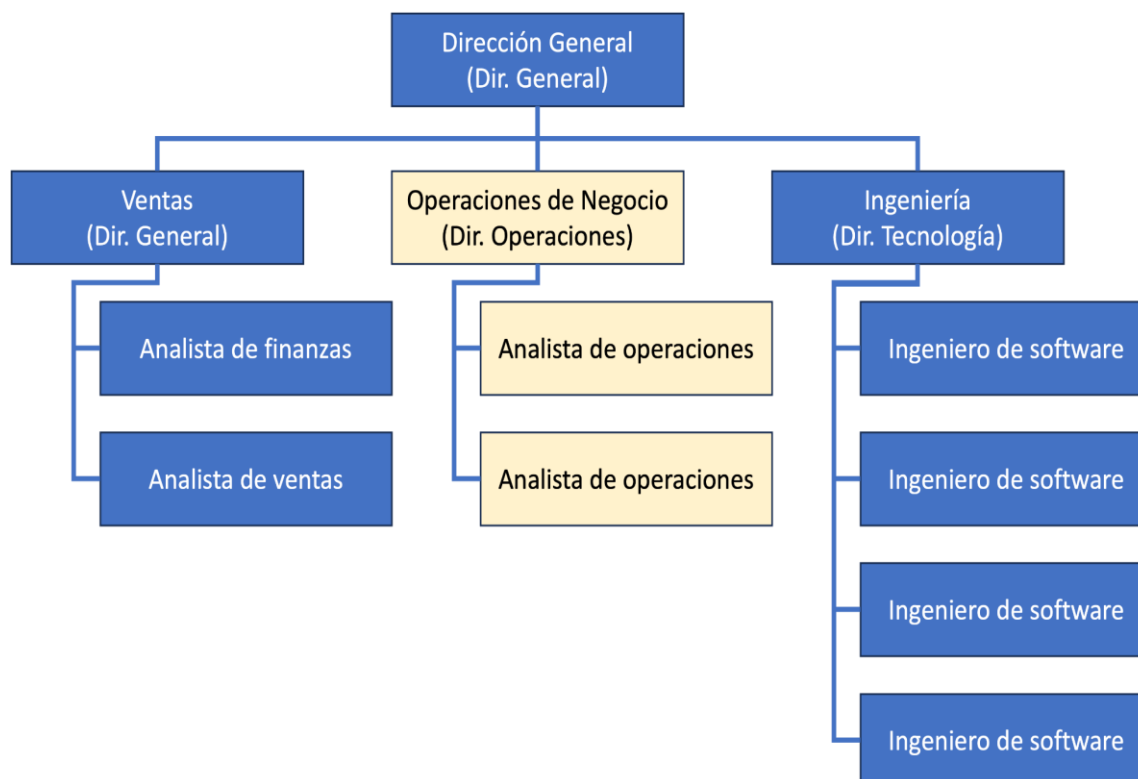 Dirección General
(Dir. General)
Ventas
(Dir. General)
Operaciones de Negocio
(Dir. Operaciones)
Ingeniería
(Dir. Tecnología)
Analista de finanzas
Analista de operaciones
Ingeniero de software
Analista de ventas
Analista de operaciones
Ingeniero de software
Ingeniero de software
Ingeniero de software